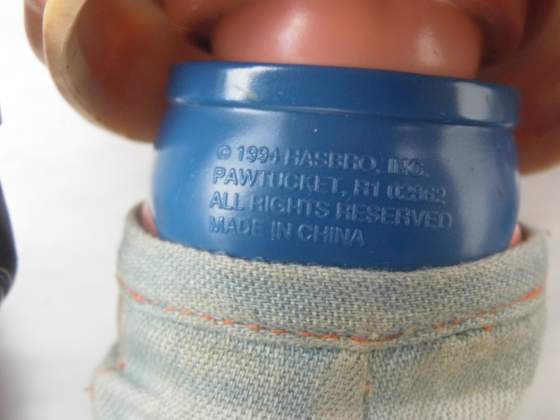 © 1994 HASBRO, INC.
PAWTUCKET, RI 02862
ALL RIGHTS RESERVED
MADE IN CHINA